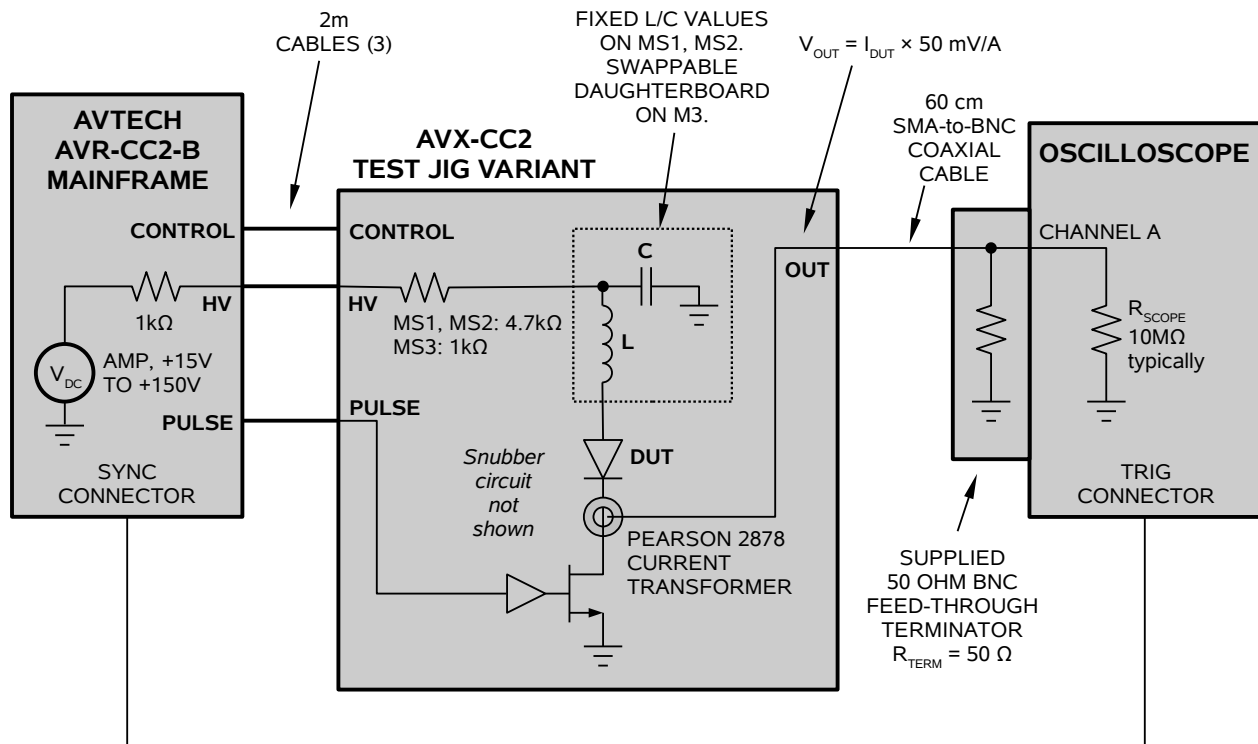 2m
CABLES (3)
FIXED L/C VALUES
ON MS1, MS2.
SWAPPABLE
DAUGHTERBOARD
ON M3.
V_OUT = I_DUT × 50 mV/A
60 cm
SMA-to-BNC
COAXIAL
CABLE
AVTECH
AVR-CC2-B
MAINFRAME
CONTROL
HV
1kΩ
V_DC
AMP, +15V
TO +150V
PULSE
SYNC
CONNECTOR
AVX-CC2
TEST JIG VARIANT
CONTROL
HV
MS1, MS2: 4.7kΩ
MS3: 1kΩ
C
L
OUT
PULSE
Snubber
circuit
not
shown
DUT
PEARSON 2878
CURRENT
TRANSFORMER
OSCILLOSCOPE
CHANNEL A
R_SCOPE
10MΩ
typically
TRIG
CONNECTOR
SUPPLIED
50 OHM BNC
FEED-THROUGH
TERMINATOR
R_TERM = 50 Ω